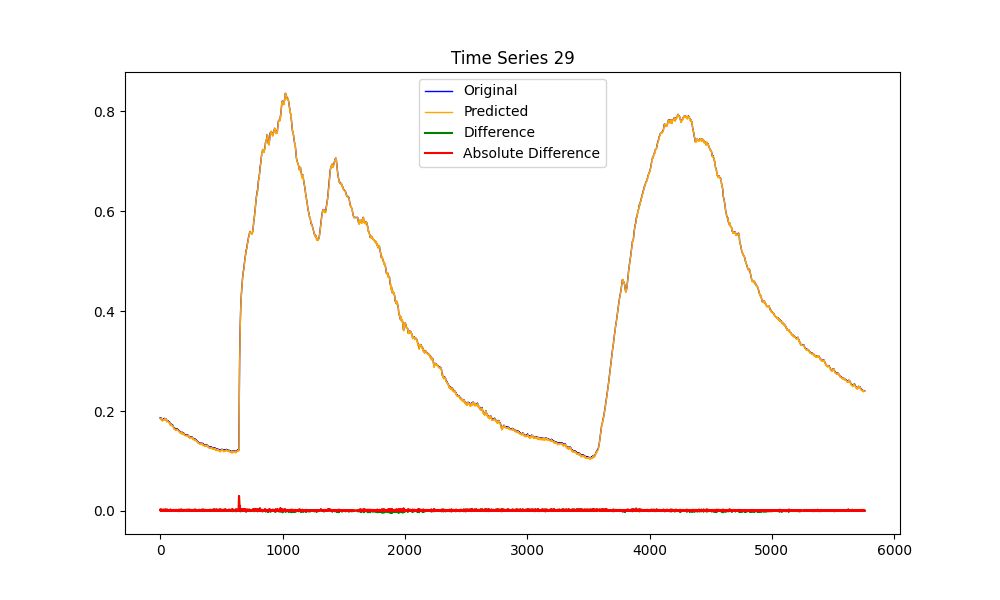 Time Series 29
Original
Predicted
Difference
Absolute Difference
0.8
0.6
0.4
0.2
0.0
0 1000 2000 3000 4000 5000 6000